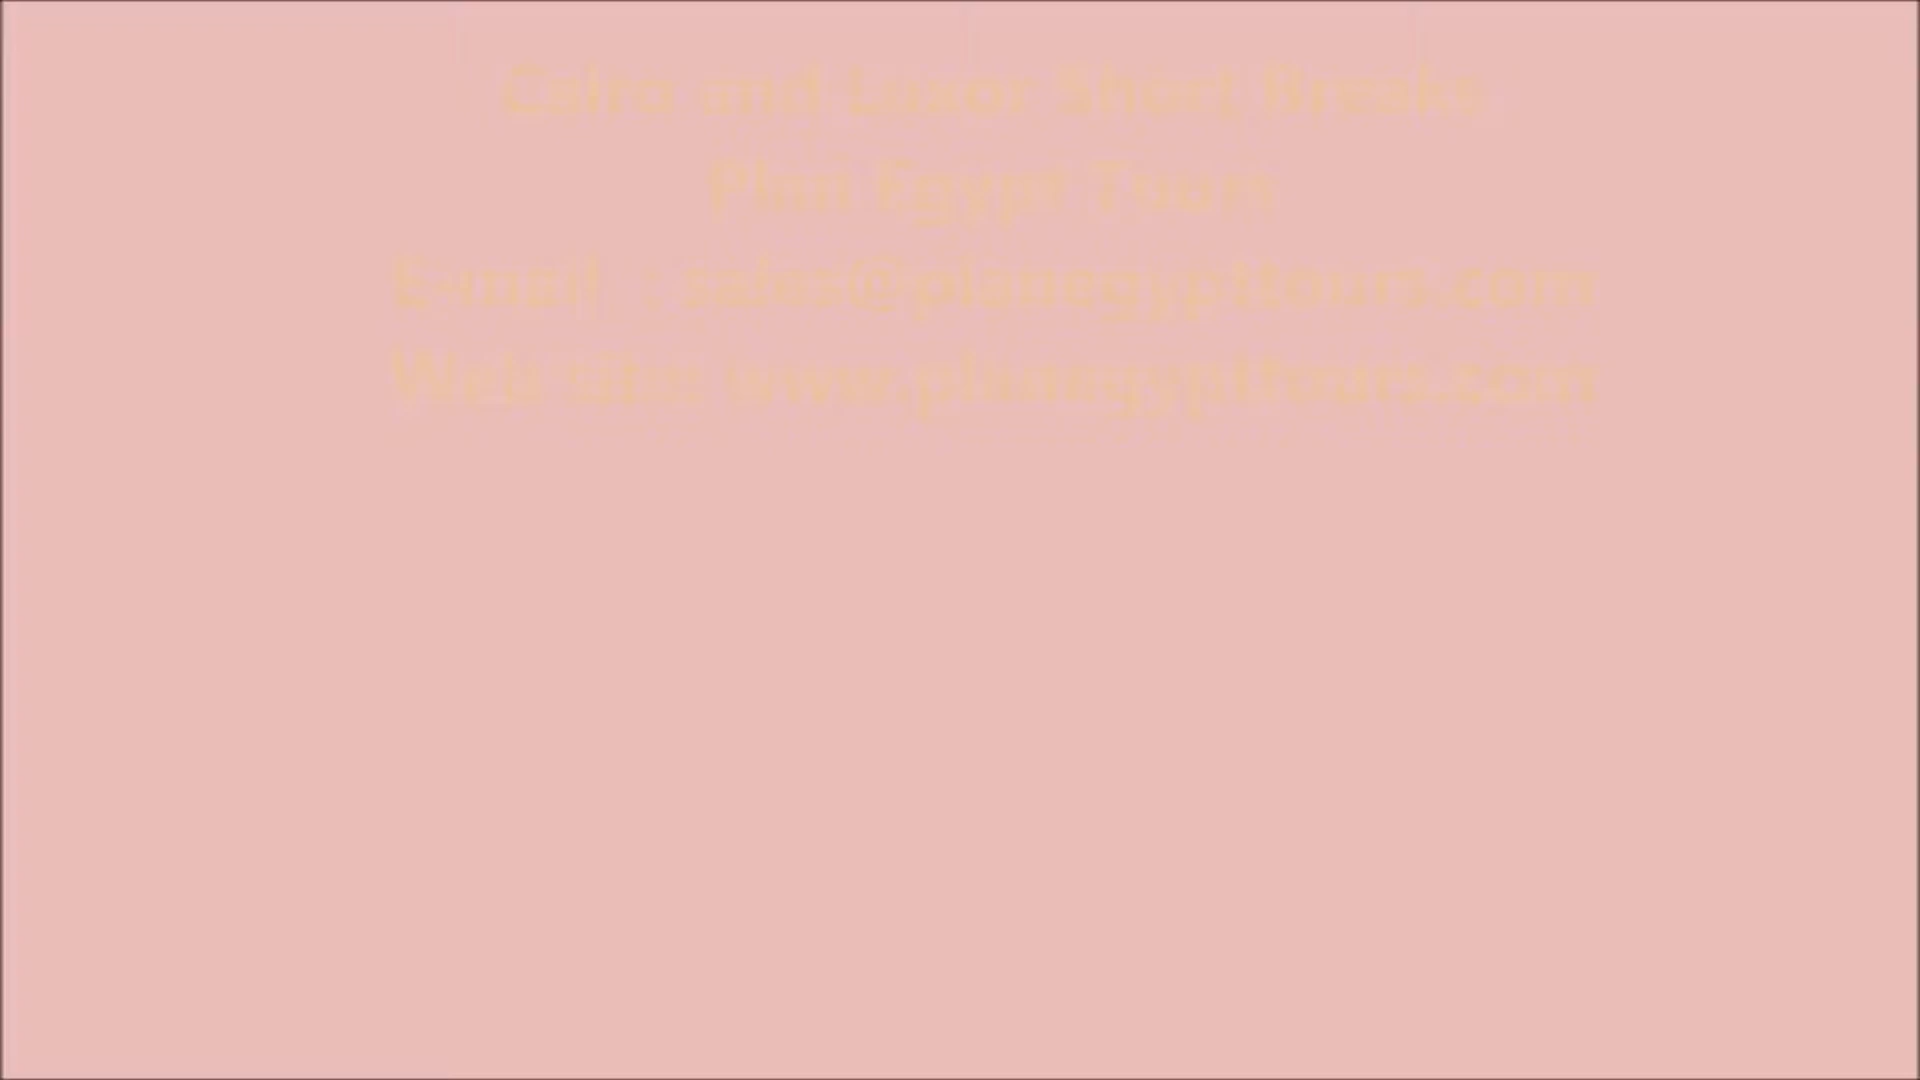 Cairo and Luxor Short Breaks
Plan Egypt Tours
E-mail : sales@planegypttours.com
Web site: www.planegypttours.com